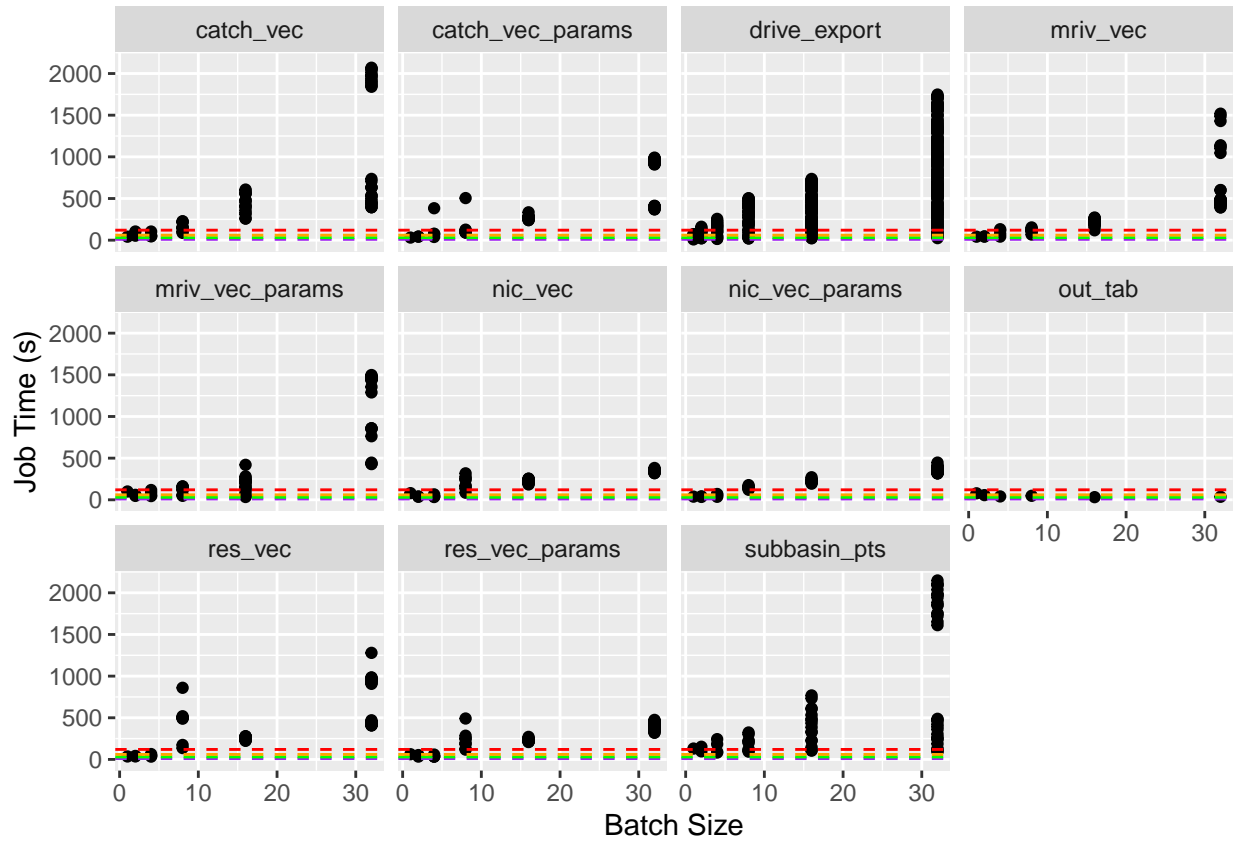 catch_vec catch_vec_params drive_export mriv_vec
2000
1500
1000
500
0
mriv_vec_params nic_vec nic_vec_params out_tab
2000
1500
1000
500
0
0 10 20 30
res_vec res_vec_params subbasin_pts
2000
1500
1000
500
0
0 10 20 30 0 10 20 30 0 10 20 30
Batch Size
Job Time (s)